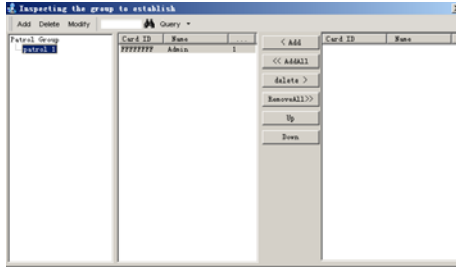 Inspecting the group to establish
Add Delete Modify Query
Patrol Group
patrol 1
Card ID Name ...
FFFFFFFF Admin 1
< Add
<< AddAll
delete >
RemoveAll>>
Up
Down
Card ID Name